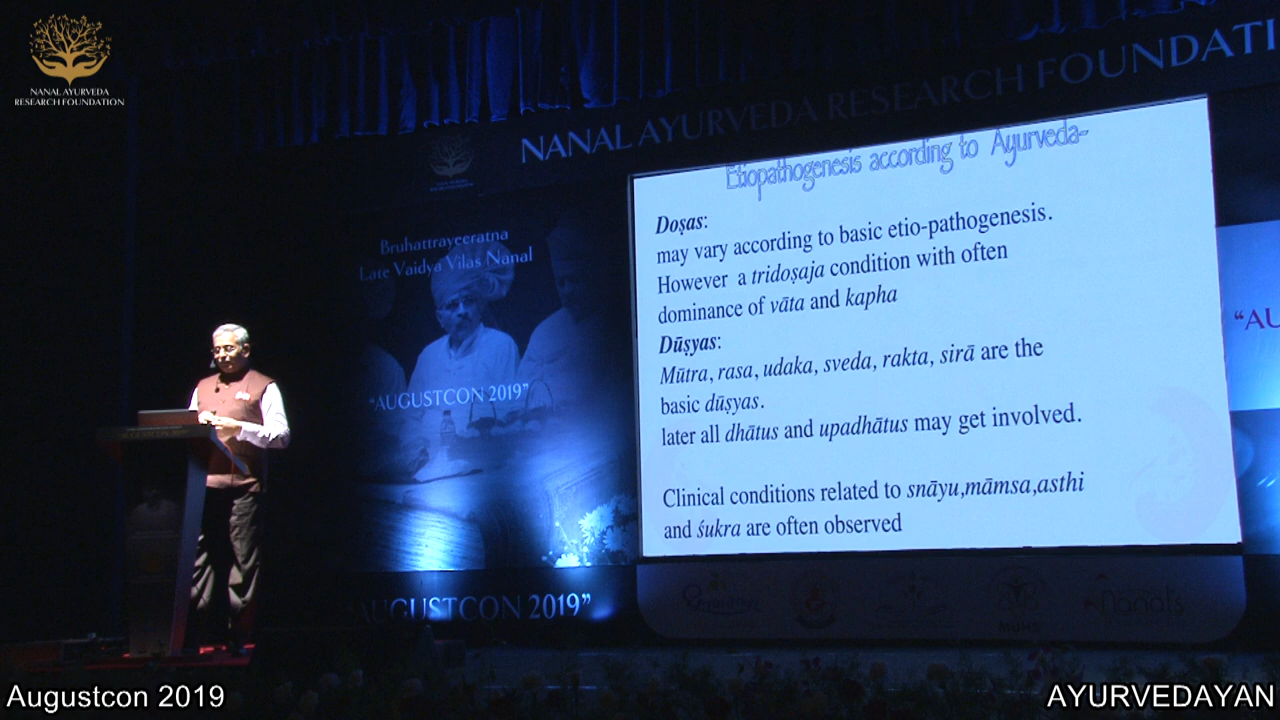 NANAL AYURVEDA
RESEARCH FOUNDATION
NANAL AYURVEDA RESEARCH FOUNDATI
Bruhattrayeeratna
Late Vaidya Vilas Nanal
"AUGUSTCON 2019"
Etiopathogenesis according to Ayurveda-
Doṣas:
may vary according to basic etio-pathogenesis.
However a tridoṣaja condition with often
dominance of vāta and kapha
Dūṣyas:
Mūtra, rasa, udaka, sveda, rakta, sirā are the
basic dūṣyas.
later all dhātus and upadhātus may get involved.
Clinical conditions related to snāyu,māmsa,asthi
and śukra are often observed
"AU
AUGUSTCON 2019"
Nanal's
Augustcon 2019
AYURVEDAYAN